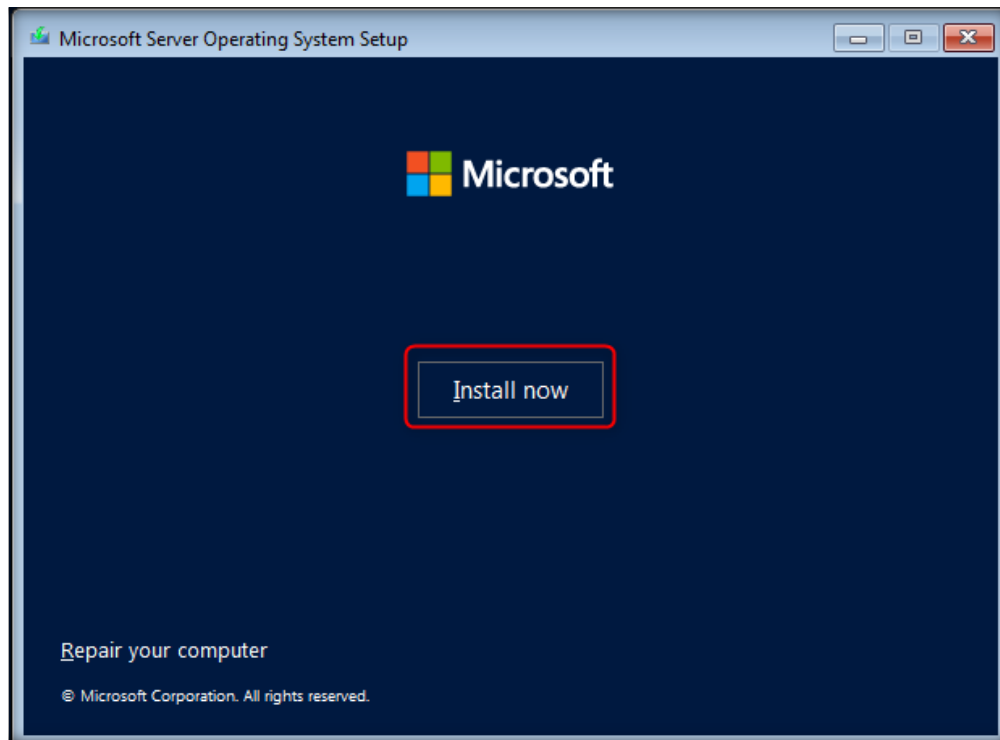 Microsoft Server Operating System Setup
Microsoft
Install now
Repair your computer
© Microsoft Corporation. All rights reserved.